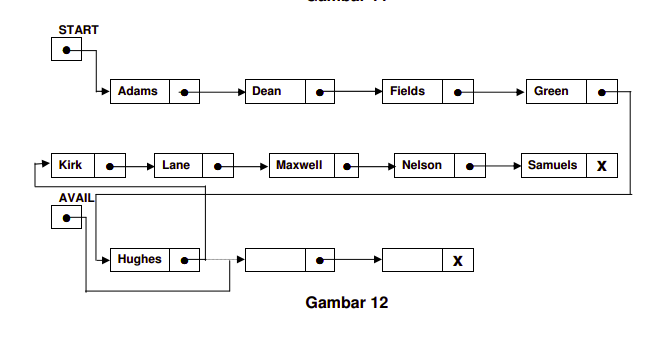 START
Adams Dean Fields Green
Kirk Lane Maxwell Nelson Samuels X
AVAIL
Hughes X
Gambar 12